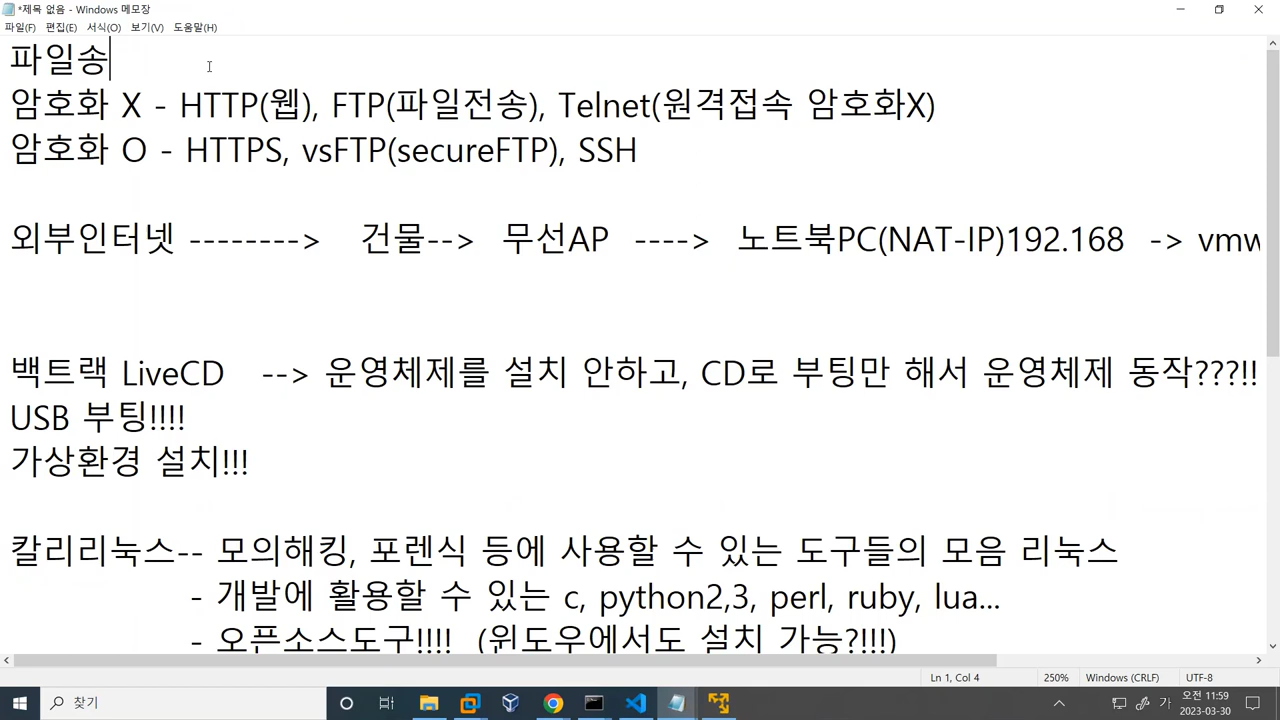 *제목 없음 - Windows 메모장
파일(F) 편집(E) 서식(O) 보기(V) 도움말(H)
파일송
암호화 X - HTTP(웹), FTP(파일전송), Telnet(원격접속 암호화X)
암호화 O - HTTPS, vsFTP(secureFTP), SSH
외부인터넷 --------> 건물--> 무선AP ----> 노트북PC(NAT-IP)192.168 -> vmw
백트랙 LiveCD --> 운영체제를 설치 안하고, CD로 부팅만 해서 운영체제 동작???!!
USB 부팅!!!!
가상환경 설치!!!
칼리리눅스-- 모의해킹, 포렌식 등에 사용할 수 있는 도구들의 모음 리눅스
- 개발에 활용할 수 있는 c, python2,3, perl, ruby, lua...
- 오픈소스도구!!!! (윈도우에서도 설치 가능?!!!)
Ln 1, Col 4 250% Windows (CRLF) UTF-8
찾기 가 오전 11:59
2023-03-30